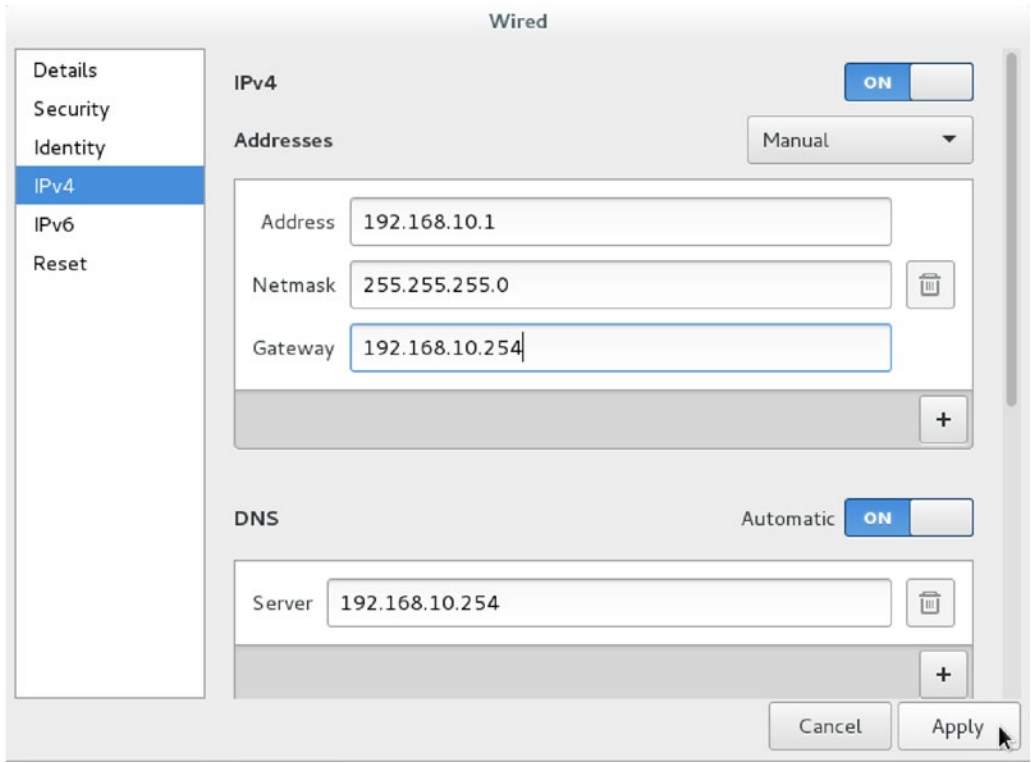 Wired
Details
Security
Identity
IPv4
IPv6
Reset
IPv4
ON
Addresses
Manual
Address 192.168.10.1
Netmask 255.255.255.0
Gateway 192.168.10.254
+
DNS
Automatic ON
Server 192.168.10.254
+
Cancel
Apply